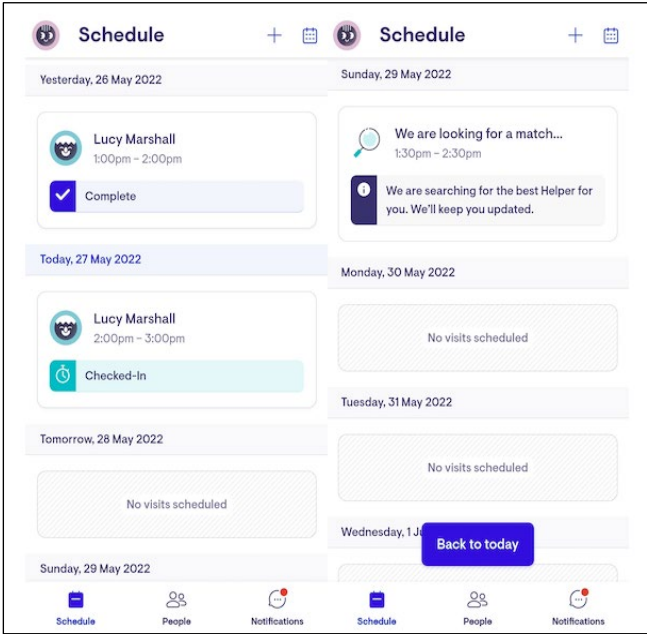 Schedule
Yesterday, 26 May 2022
Lucy Marshall
1:00pm – 2:00pm
Complete
Today, 27 May 2022
Lucy Marshall
2:00pm – 3:00pm
Checked-In
Tomorrow, 28 May 2022
No visits scheduled
Sunday, 29 May 2022
Schedule
People
Notifications
Schedule
Sunday, 29 May 2022
We are looking for a match...
1:30pm – 2:30pm
We are searching for the best Helper for
you. We'll keep you updated.
Monday, 30 May 2022
No visits scheduled
Tuesday, 31 May 2022
No visits scheduled
Wednesday, 1
Back to today
Schedule
People
Notifications